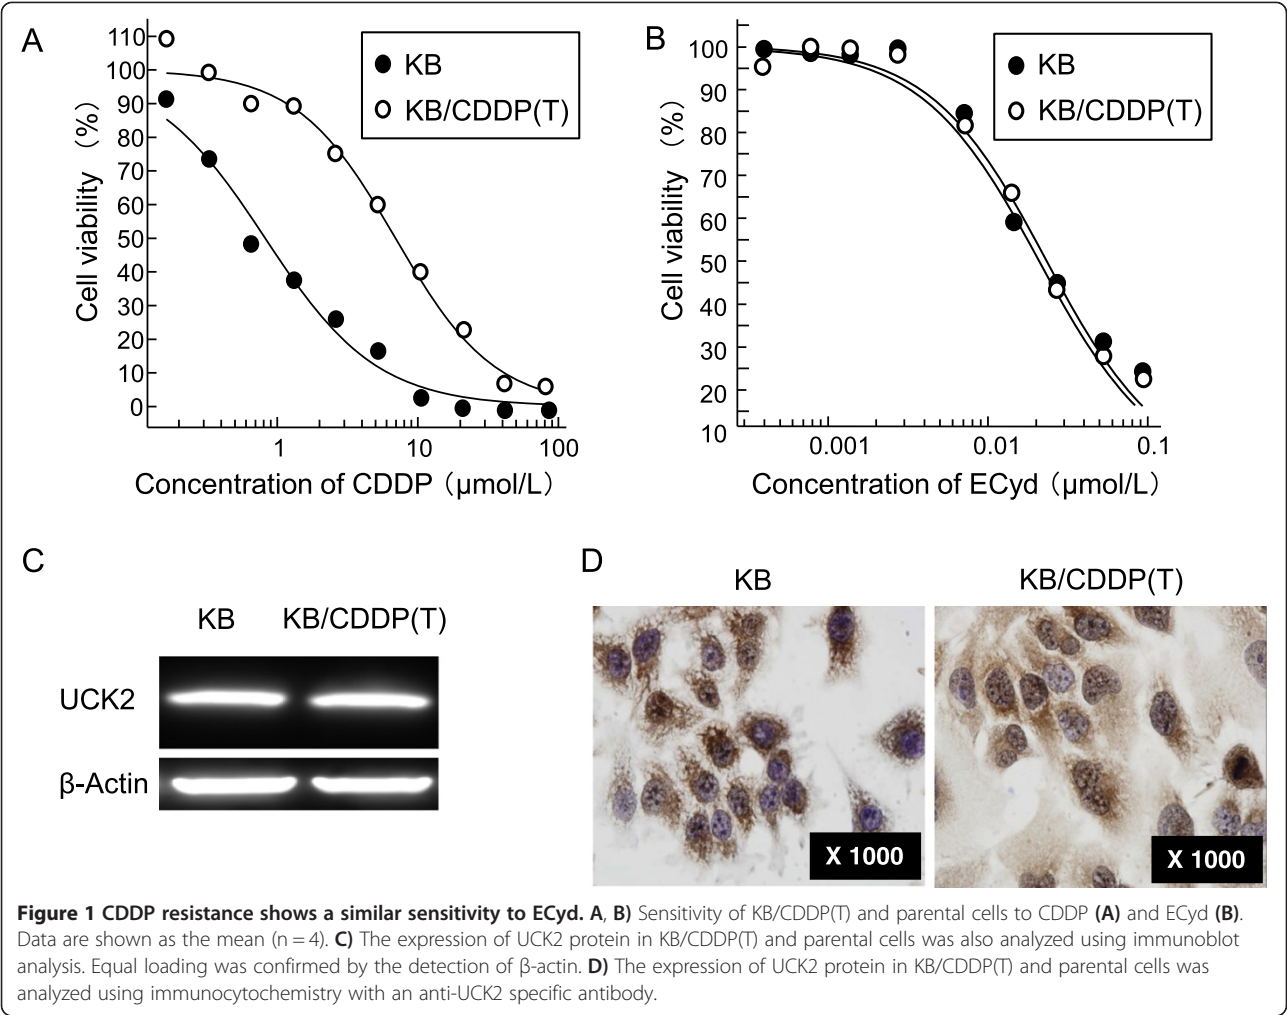 A
110
100
90
80
70
60
50
40
30
20
10
0
Cell viability (%)
KB
KB/CDDP(T)
1
10
100
Concentration of CDDP (μmol/L)
B
100
90
80
70
60
50
40
30
20
10
Cell viability (%)
KB
KB/CDDP(T)
0.001
0.01
0.1
Concentration of ECyd (μmol/L)
C
KB KB/CDDP(T)
UCK2
β-Actin
D
KB KB/CDDP(T)
X 1000
X 1000
Figure 1 CDDP resistance shows a similar sensitivity to ECyd. A, B) Sensitivity of KB/CDDP(T) and parental cells to CDDP (A) and ECyd (B).
Data are shown as the mean (n = 4). C) The expression of UCK2 protein in KB/CDDP(T) and parental cells was also analyzed using immunoblot
analysis. Equal loading was confirmed by the detection of β-actin. D) The expression of UCK2 protein in KB/CDDP(T) and parental cells was
analyzed using immunocytochemistry with an anti-UCK2 specific antibody.